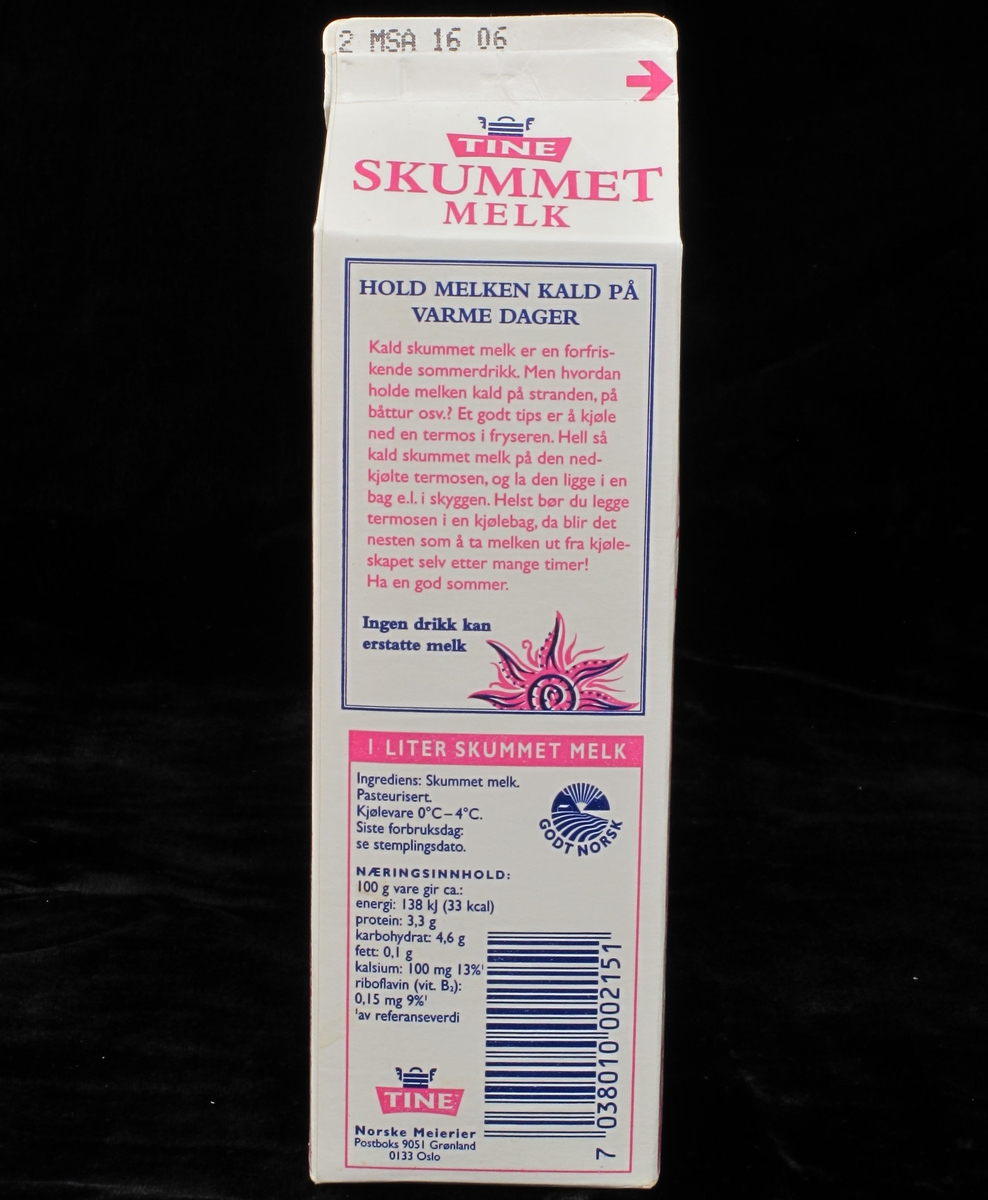 2 MSA 16 06
TINE
SKUMMET
MELK
HOLD MELKEN KALD PÅ
VARME DAGER
Kald skummet melk er en forfris-
kende sommerdrikk. Men hvordan
holde melken kald på stranden, på
båttur osv.? Et godt tips er å kjøle
ned en termos i fryseren. Hell så
kald skummet melk på den ned-
kjølte termosen, og la den ligge i en
bag e.l. i skyggen. Helst bør du legge
termosen i en kjølebag, da blir det
nesten som å ta melken ut fra kjøle-
skapet selv etter mange timer!
Ha en god sommer.
Ingen drikk kan
erstatte melk
1 LITER SKUMMET MELK
Ingrediens: Skummet melk.
Pasteurisert.
Kjølevare 0°C – 4°C.
Siste forbruksdag:
se stemplingsdato.
GODT NORSK
NÆRINGSINNHOLD:
100 g vare gir ca.:
energi: 138 kJ (33 kcal)
protein: 3,3 g
karbohydrat: 4,6 g
fett: 0,1 g
kalsium: 100 mg 13%¹
riboflavin (vit. B₂):
0,15 mg 9%¹
¹av referanseverdi
TINE
Norske Meierier
Postboks 9051 Grønland
0133 Oslo
7 038010 002151